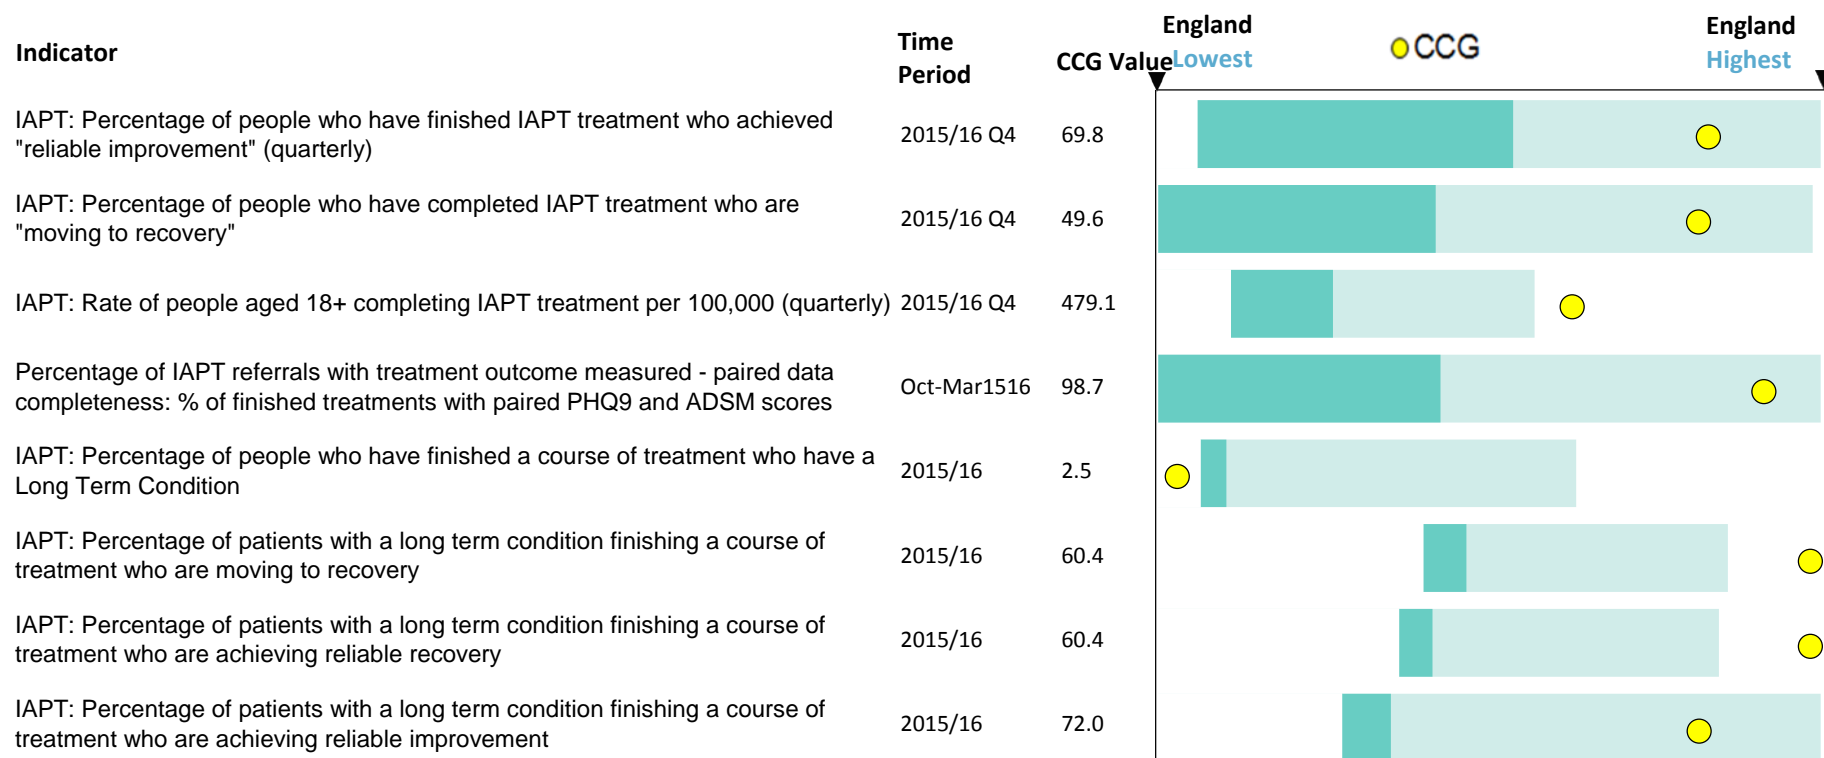 Indicator
Time
Period
CCG Value
England
Lowest
CCG
England
Highest
IAPT: Percentage of people who have finished IAPT treatment who achieved
"reliable improvement" (quarterly)
2015/16 Q4
69.8
IAPT: Percentage of people who have completed IAPT treatment who are
"moving to recovery"
2015/16 Q4
49.6
IAPT: Rate of people aged 18+ completing IAPT treatment per 100,000 (quarterly)
2015/16 Q4
479.1
Percentage of IAPT referrals with treatment outcome measured - paired data
completeness: % of finished treatments with paired PHQ9 and ADSM scores
Oct-Mar1516
98.7
IAPT: Percentage of people who have finished a course of treatment who have a
Long Term Condition
2015/16
2.5
IAPT: Percentage of patients with a long term condition finishing a course of
treatment who are moving to recovery
2015/16
60.4
IAPT: Percentage of patients with a long term condition finishing a course of
treatment who are achieving reliable recovery
2015/16
60.4
IAPT: Percentage of patients with a long term condition finishing a course of
treatment who are achieving reliable improvement
2015/16
72.0